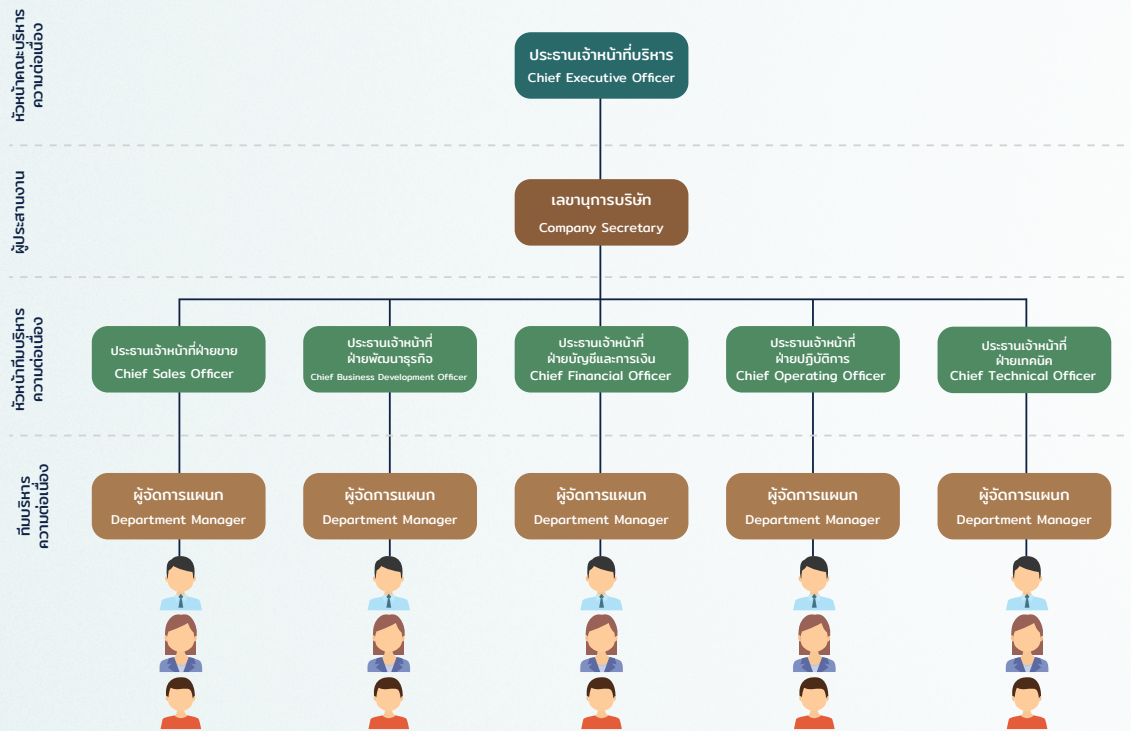 หัวหน้าคณะบริหาร
ความต่อเนื่อง
ประธานเจ้าหน้าที่บริหาร
Chief Executive Officer
ผู้ประสานงาน
เลขานุการบริษัท
Company Secretary
หัวหน้าทีมบริหาร
ความต่อเนื่อง
ประธานเจ้าหน้าที่ฝ่ายขาย
Chief Sales Officer
ประธานเจ้าหน้าที่
ฝ่ายพัฒนาธุรกิจ
Chief Business Development Officer
ประธานเจ้าหน้าที่
ฝ่ายบัญชีและการเงิน
Chief Financial Officer
ประธานเจ้าหน้าที่
ฝ่ายปฏิบัติการ
Chief Operating Officer
ประธานเจ้าหน้าที่
ฝ่ายเทคนิค
Chief Technical Officer
ทีมบริหาร
ความต่อเนื่อง
ผู้จัดการแผนก
Department Manager
ผู้จัดการแผนก
Department Manager
ผู้จัดการแผนก
Department Manager
ผู้จัดการแผนก
Department Manager
ผู้จัดการแผนก
Department Manager